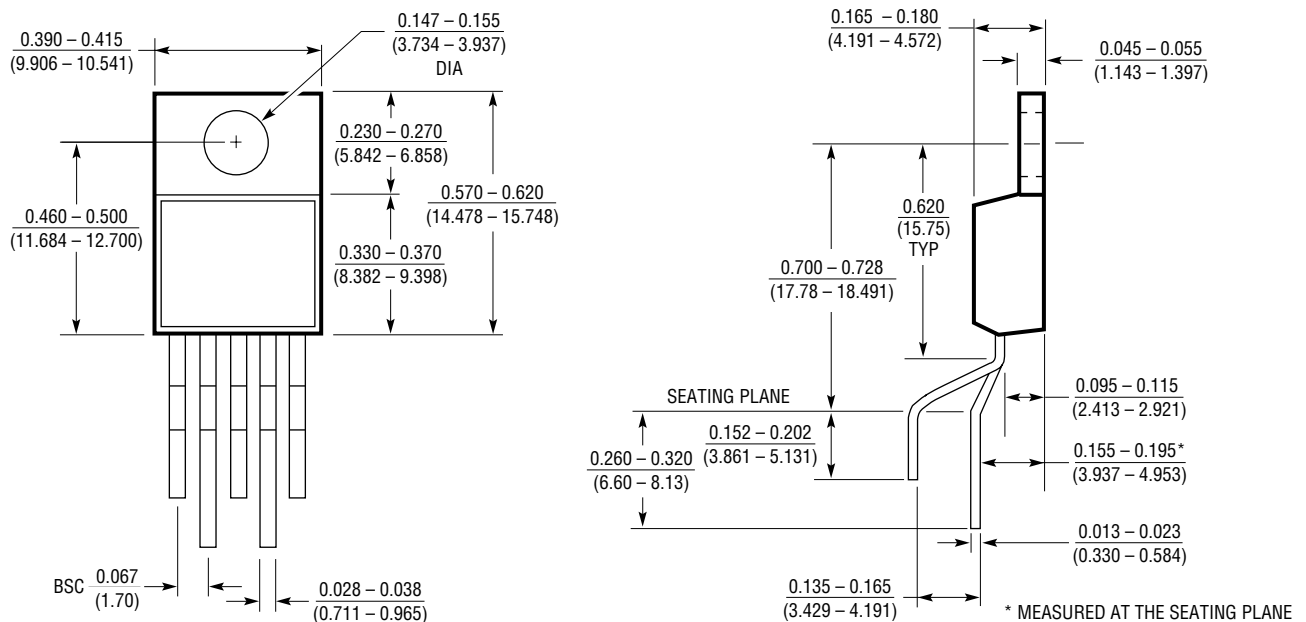 0.390 – 0.415
(9.906 – 10.541)
0.147 – 0.155
(3.734 – 3.937)
DIA
0.230 – 0.270
(5.842 – 6.858)
0.570 – 0.620
(14.478 – 15.748)
0.460 – 0.500
(11.684 – 12.700)
0.330 – 0.370
(8.382 – 9.398)
BSC 0.067
(1.70)
0.028 – 0.038
(0.711 – 0.965)
0.165 – 0.180
(4.191 – 4.572)
0.045 – 0.055
(1.143 – 1.397)
0.620
(15.75)
TYP
0.700 – 0.728
(17.78 – 18.491)
SEATING PLANE
0.152 – 0.202
(3.861 – 5.131)
0.260 – 0.320
(6.60 – 8.13)
0.095 – 0.115
(2.413 – 2.921)
0.155 – 0.195*
(3.937 – 4.953)
0.013 – 0.023
(0.330 – 0.584)
0.135 – 0.165
(3.429 – 4.191)
* MEASURED AT THE SEATING PLANE